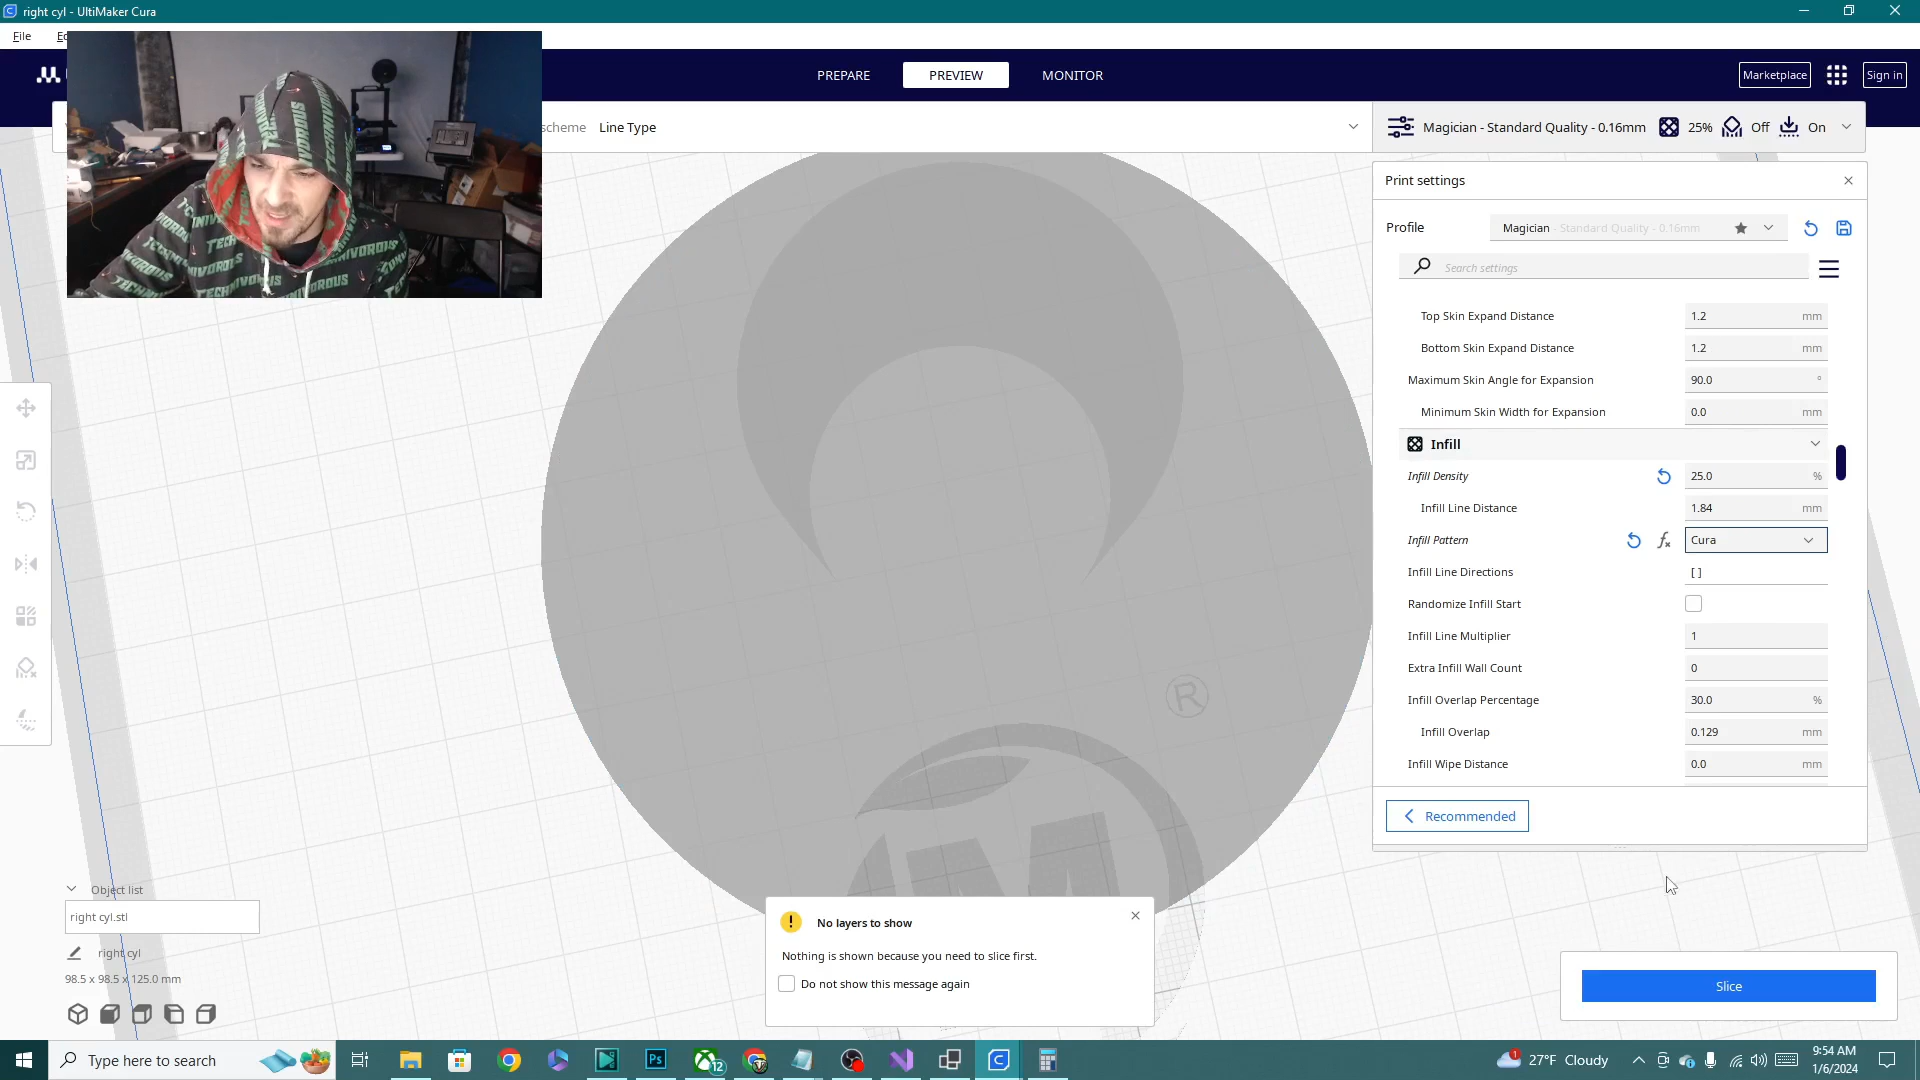 right cyl - UltiMaker Cura
File
PREPARE
PREVIEW
MONITOR
Marketplace
Sign in
scheme Line Type
Magician - Standard Quality - 0.16mm 25% Off On
Print settings
Profile
Magician - Standard Quality - 0.16mm
Search settings
Top Skin Expand Distance 1.2 mm
Bottom Skin Expand Distance 1.2 mm
Maximum Skin Angle for Expansion 90.0 °
Minimum Skin Width for Expansion 0.0 mm
Infill
Infill Density 25.0 %
Infill Line Distance 1.84 mm
Infill Pattern Cura
Infill Line Directions [ ]
Randomize Infill Start
Infill Line Multiplier 1
Extra Infill Wall Count 0
Infill Overlap Percentage 30.0 %
Infill Overlap 0.129 mm
Infill Wipe Distance 0.0 mm
Recommended
®
M
Object list
right cyl.stl
right cyl
98.5 x 98.5 x 125.0 mm
No layers to show
Nothing is shown because you need to slice first.
Do not show this message again
Slice
Type here to search
Ps
12
1
27°F Cloudy
9:54 AM
1/6/2024